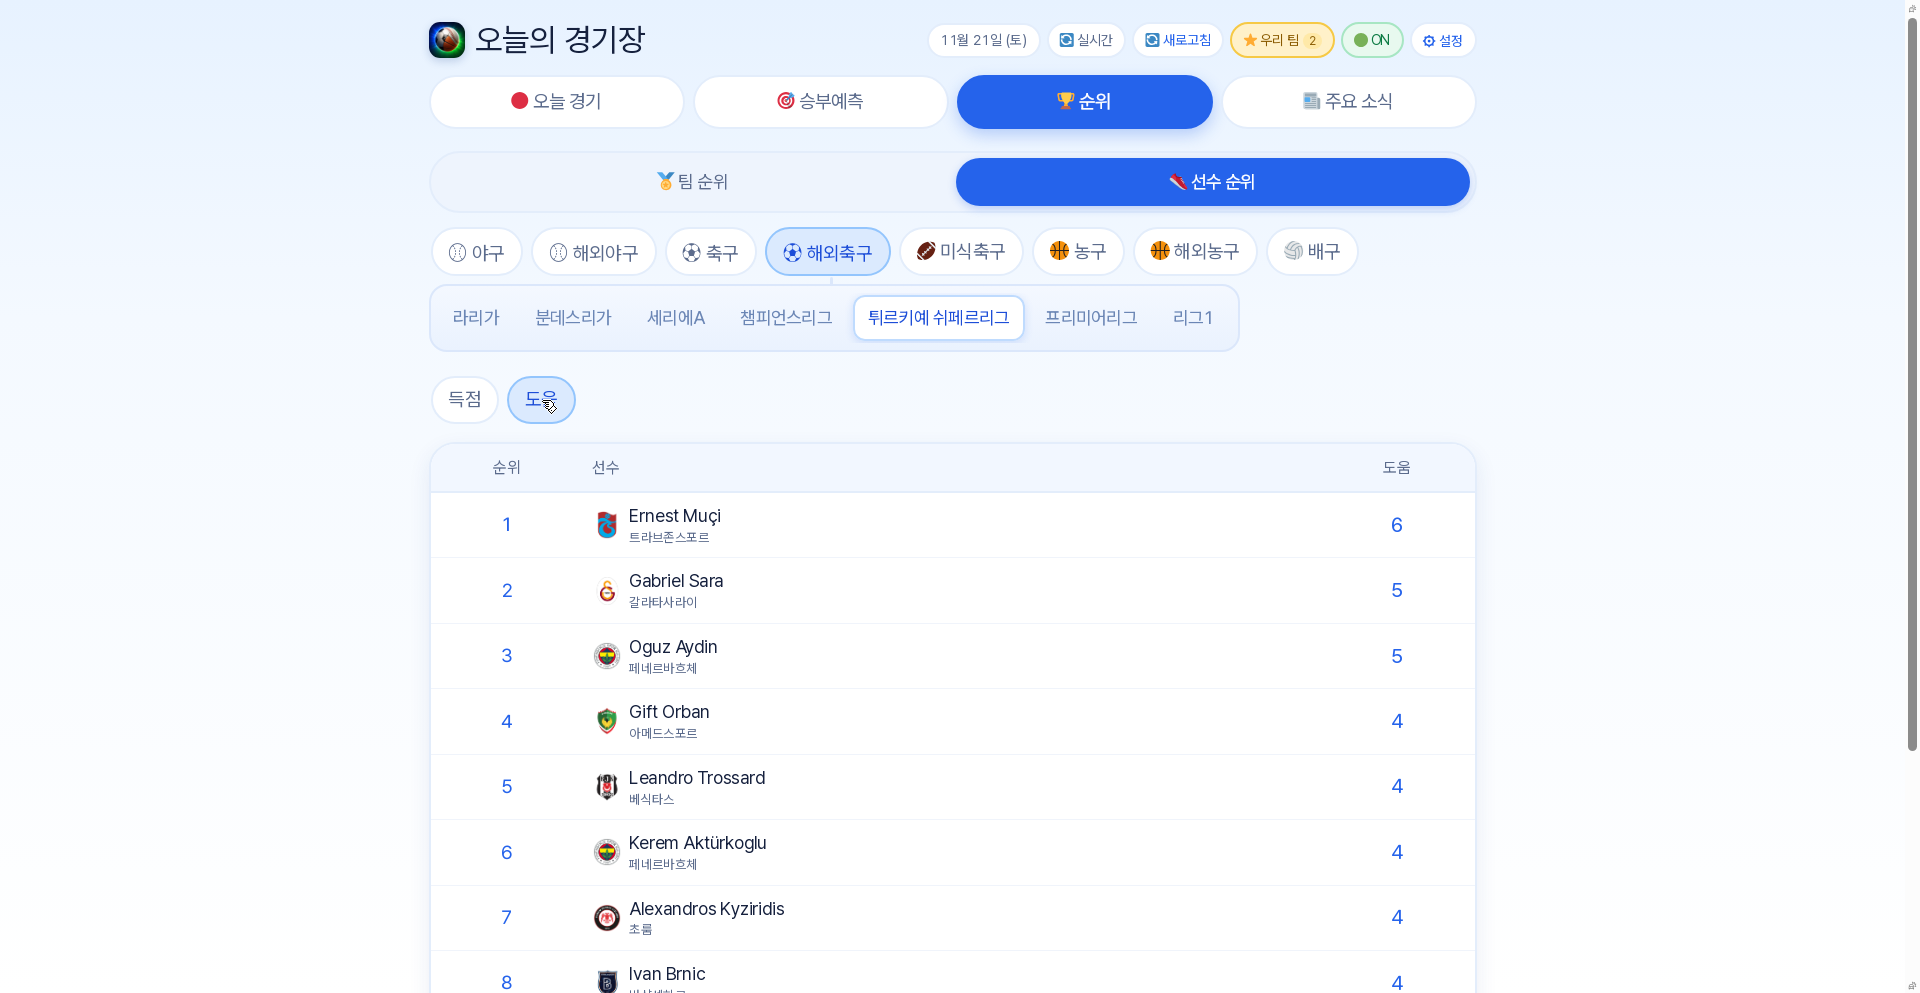 오늘의 경기장
11월 21일 (토)
실시간
새로고침
우리 팀 2
ON
설정
오늘 경기
승부예측
순위
주요 소식
팀 순위
선수 순위
야구
해외야구
축구
해외축구
미식축구
농구
해외농구
배구
라리가
분데스리가
세리에A
챔피언스리그
튀르키예 쉬페르리그
프리미어리그
리그 1
득점
도움
순위 선수 도움
1 Ernest Muçi 6
트라브존스포르
2 Gabriel Sara 5
갈라타사라이
3 Oguz Aydin 5
페네르바흐체
4 Gift Orban 4
아메드스포르
5 Leandro Trossard 4
베식타스
6 Kerem Aktürkoglu 4
페네르바흐체
7 Alexandros Kyziridis 4
초룸
8 Ivan Brnic 4